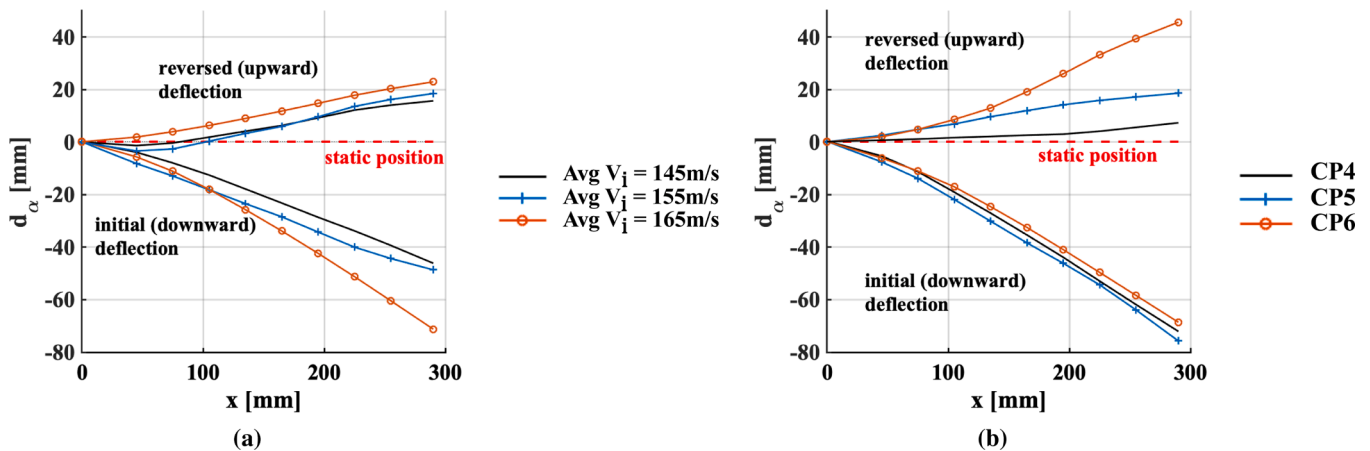 40
20
0
-20
-40
-60
-80
d α [mm]
reversed (upward)
deflection
static position
initial (downward)
deflection
0
100
200
300
x [mm]
(a)
Avg Vi = 145m/s
Avg Vi = 155m/s
Avg Vi = 165m/s
40
20
0
-20
-40
-60
-80
d α [mm]
reversed (upward)
deflection
static position
initial (downward)
deflection
0
100
200
300
x [mm]
(b)
CP4
CP5
CP6